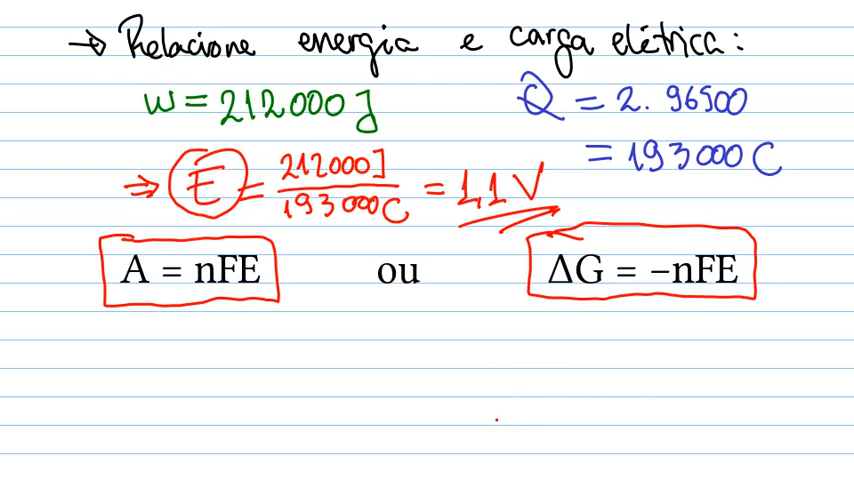 → Relacione energia e carga elétrica:
W = 212000 J
Q = 2. 96500
= 193000 C
⇒ E = 212000 J / 193000 C = 1,1 V
A = nFE ou ΔG = −nFE